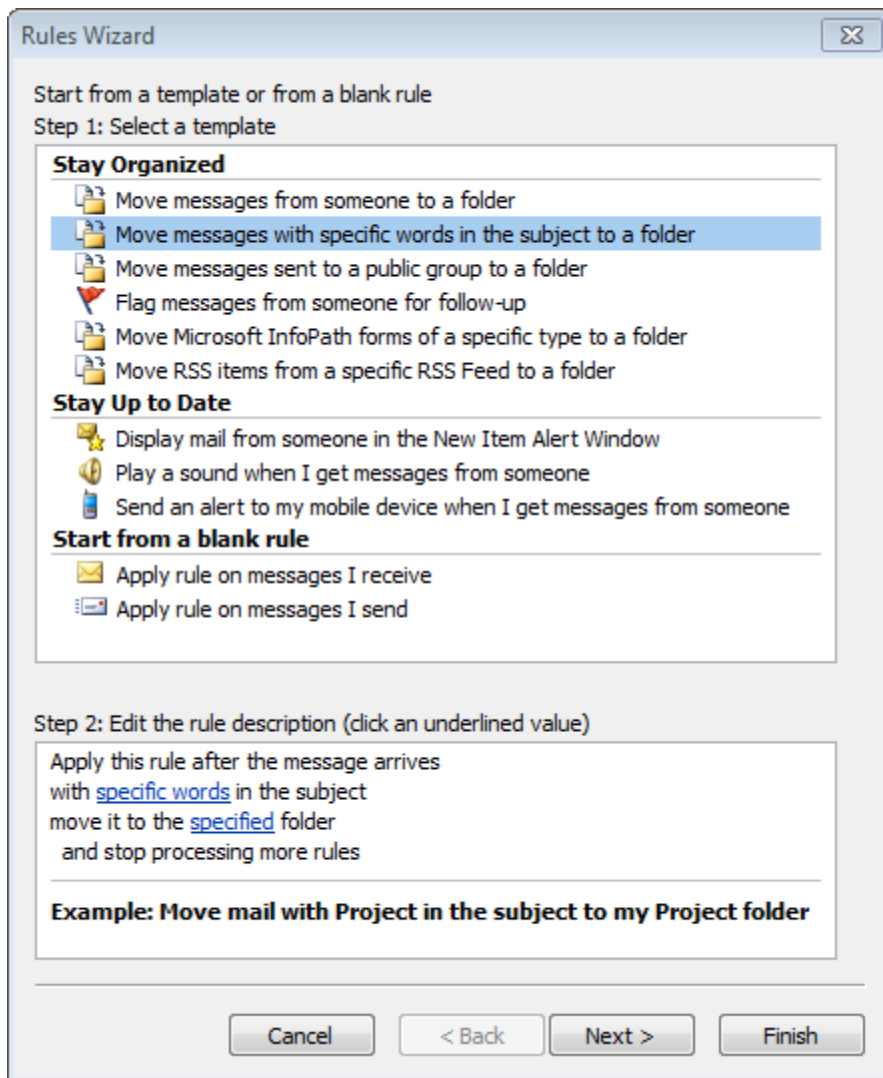 Rules Wizard
Start from a template or from a blank rule
Step 1: Select a template
Stay Organized
Move messages from someone to a folder
Move messages with specific words in the subject to a folder
Move messages sent to a public group to a folder
Flag messages from someone for follow-up
Move Microsoft InfoPath forms of a specific type to a folder
Move RSS items from a specific RSS Feed to a folder
Stay Up to Date
Display mail from someone in the New Item Alert Window
Play a sound when I get messages from someone
Send an alert to my mobile device when I get messages from someone
Start from a blank rule
Apply rule on messages I receive
Apply rule on messages I send
Step 2: Edit the rule description (click an underlined value)
Apply this rule after the message arrives
with specific words in the subject
move it to the specified folder
and stop processing more rules
Example: Move mail with Project in the subject to my Project folder
Cancel < Back Next > Finish